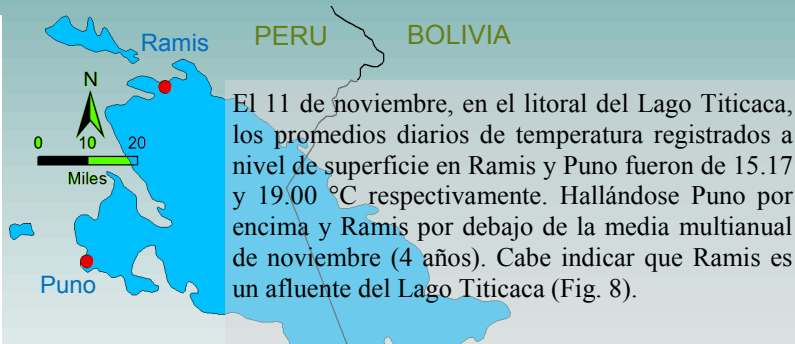 Ramis
PERU
BOLIVIA
N
0 10 20
Miles
El 11 de noviembre, en el litoral del Lago Titicaca,
los promedios diarios de temperatura registrados a
nivel de superficie en Ramis y Puno fueron de 15.17
y 19.00 °C respectivamente. Hallándose Puno por
encima y Ramis por debajo de la media multianual
de noviembre (4 años). Cabe indicar que Ramis es
un afluente del Lago Titicaca (Fig. 8).
Puno